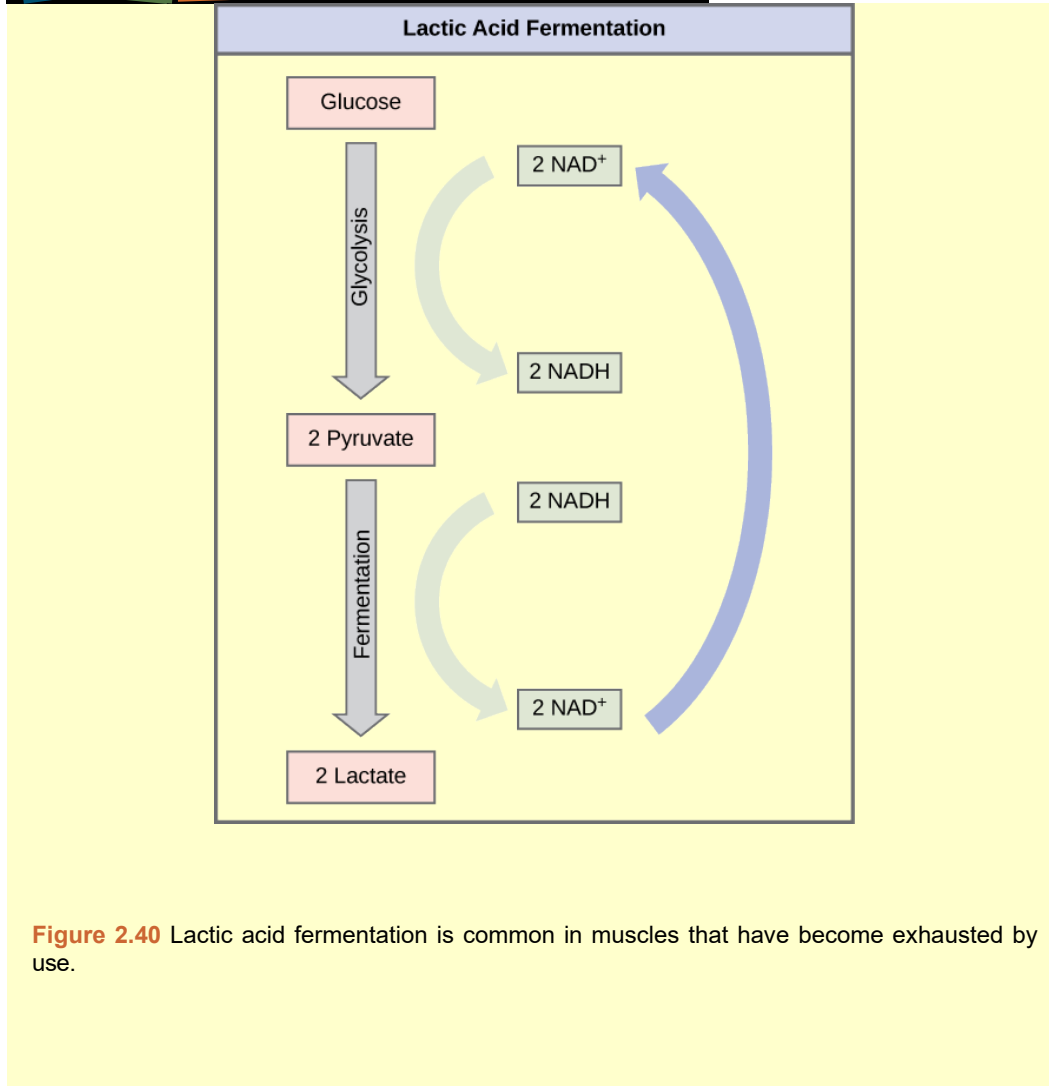 Lactic Acid Fermentation
Glucose
2 NAD⁺
Glycolysis
2 NADH
2 Pyruvate
2 NADH
Fermentation
2 NAD⁺
2 Lactate
Figure 2.40 Lactic acid fermentation is common in muscles that have become exhausted by
use.